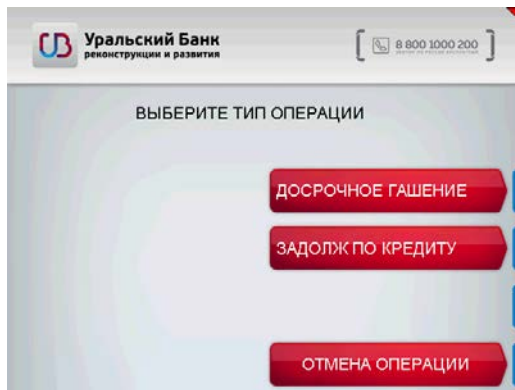 Уральский Банк
реконструкции и развития
8 800 1000 200
ВЫБЕРИТЕ ТИП ОПЕРАЦИИ
ДОСРОЧНОЕ ГАШЕНИЕ
ЗАДОЛЖ ПО КРЕДИТУ
ОТМЕНА ОПЕРАЦИИ